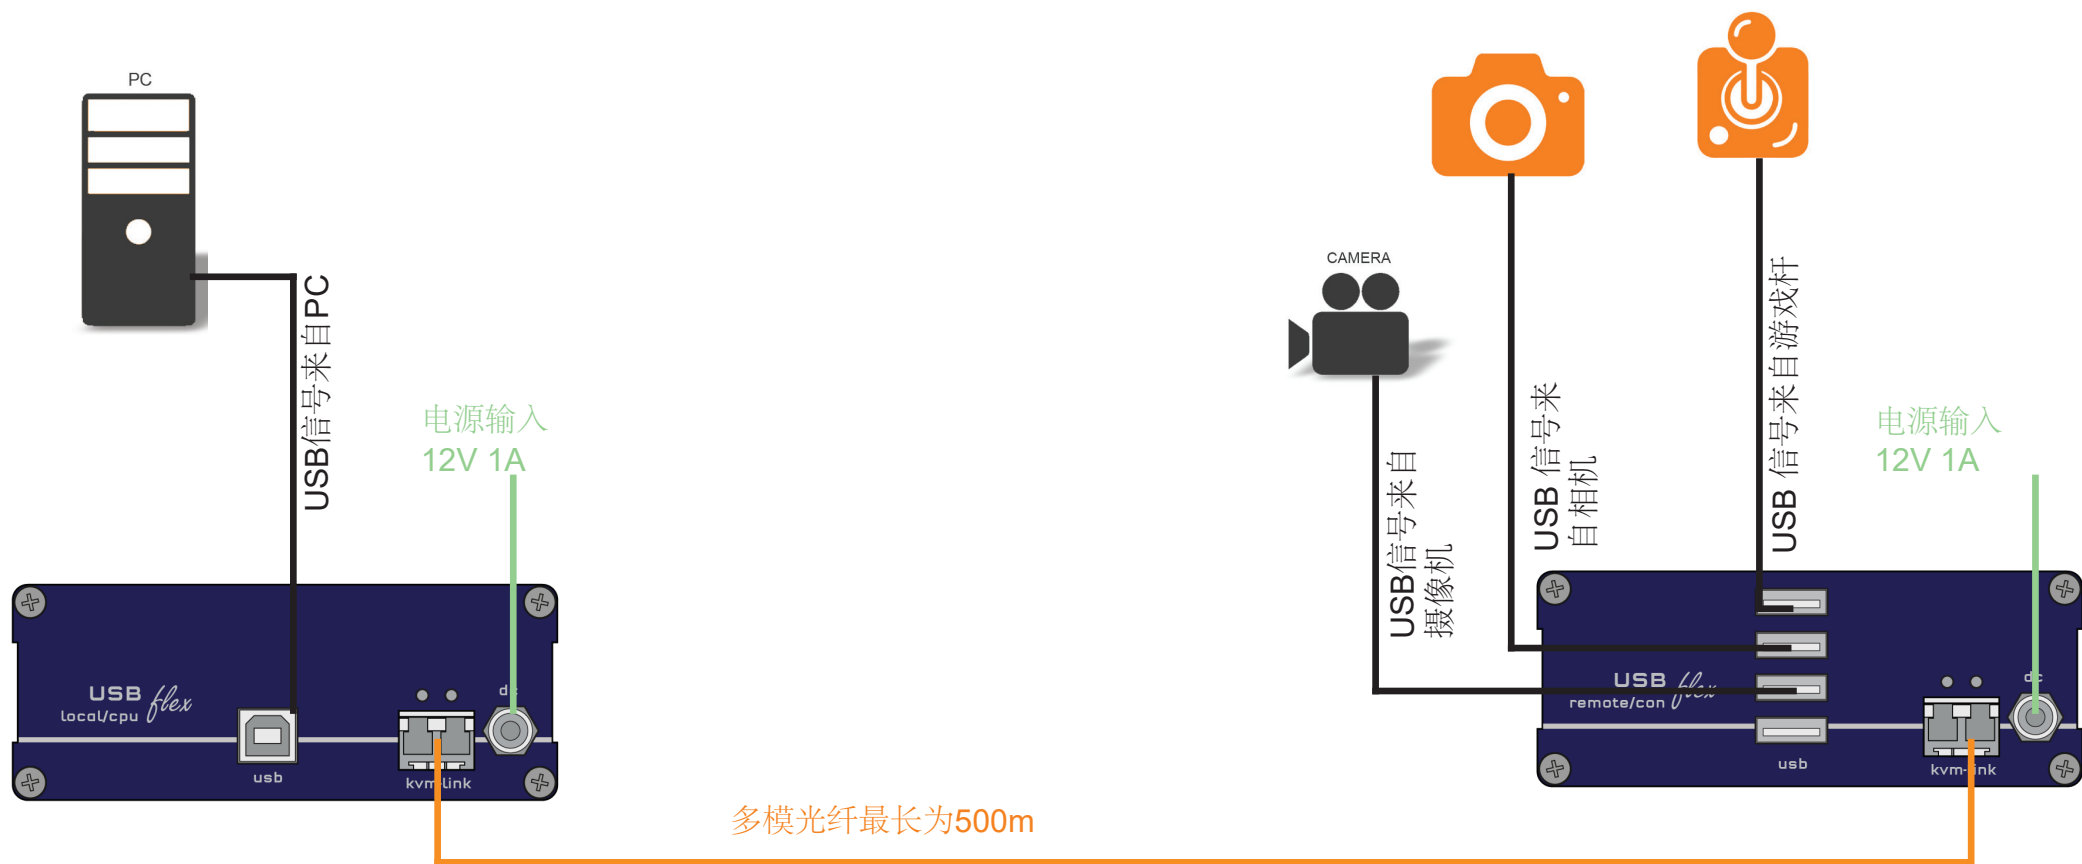 PC
CAMERA
USB信号来自PC
电源输入
12V 1A
USB信号来自
摄像机
USB 信号来
自相机
USB 信号来自游戏杆
电源输入
12V 1A
USB flex
local/cpu
dc
usb
kvm-link
USB flex
remote/con
dc
usb
kvm-link
多模光纤最长为500m